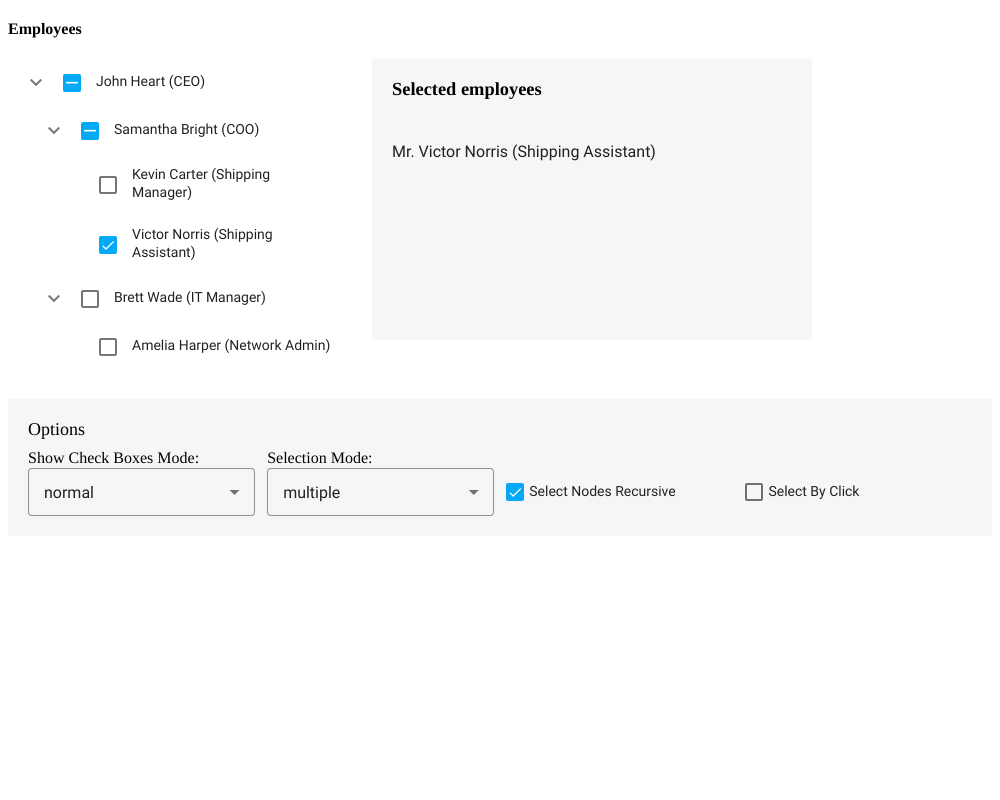 Employees
John Heart (CEO)
Samantha Bright (COO)
Kevin Carter (Shipping
Manager)
Victor Norris (Shipping
Assistant)
Brett Wade (IT Manager)
Amelia Harper (Network Admin)
Selected employees
Mr. Victor Norris (Shipping Assistant)
Options
Show Check Boxes Mode:
normal
Selection Mode:
multiple
Select Nodes Recursive
Select By Click